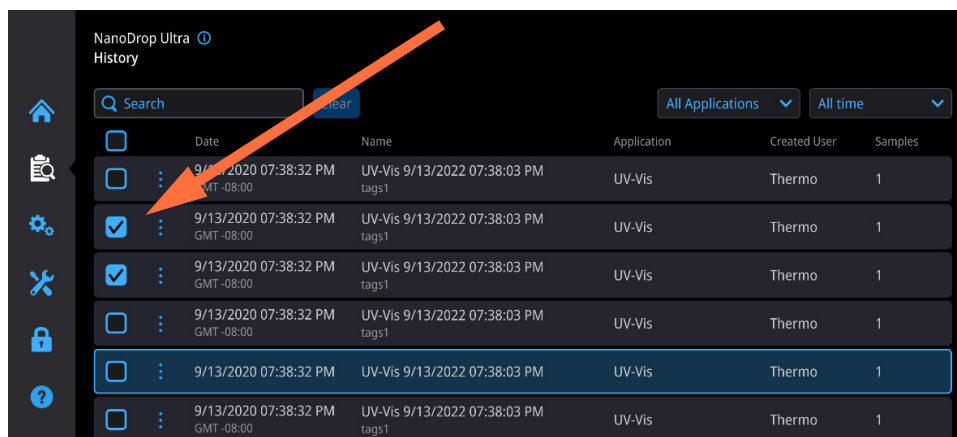 NanoDrop Ultra
History
Search
All Applications
All time
Date Name Application Created User Samples
07:38:32 PM UV-Vis 9/13/2022 07:38:03 PM UV-Vis Thermo 1
-08:00 tags1
9/13/2020 07:38:32 PM UV-Vis 9/13/2022 07:38:03 PM UV-Vis Thermo 1
GMT -08:00 tags1
9/13/2020 07:38:32 PM UV-Vis 9/13/2022 07:38:03 PM UV-Vis Thermo 1
GMT -08:00 tags1
9/13/2020 07:38:32 PM UV-Vis 9/13/2022 07:38:03 PM UV-Vis Thermo 1
GMT -08:00 tags1
9/13/2020 07:38:32 PM UV-Vis 9/13/2022 07:38:03 PM UV-Vis Thermo 1
9/13/2020 07:38:32 PM UV-Vis 9/13/2022 07:38:03 PM UV-Vis Thermo 1
GMT -08:00 tags1